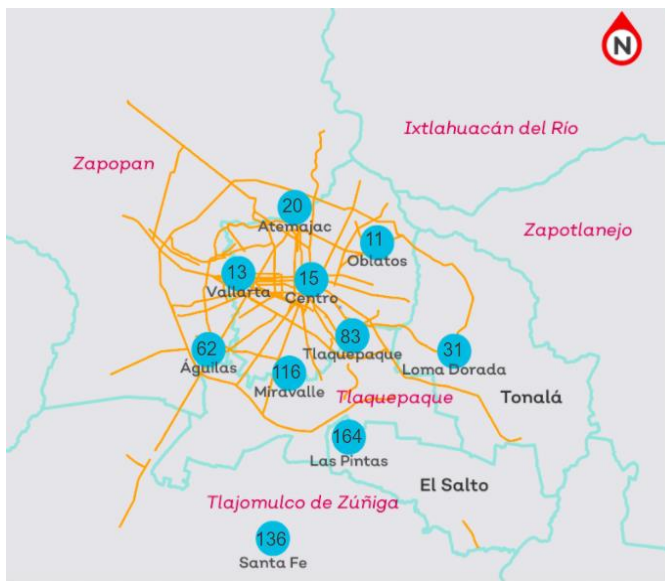 N
Ixtlahuacán del Río
Zapopan
20
Atemajac
Zapotlanejo
11
Oblatos
13
Vallarta
15
Centro
83
Tlaquepaque
62
Águilas
31
Loma Dorada
116
Miravalle
Tlaquepaque
Tonalá
164
Las Pintas
El Salto
Tlajomulco de Zúñiga
136
Santa Fe